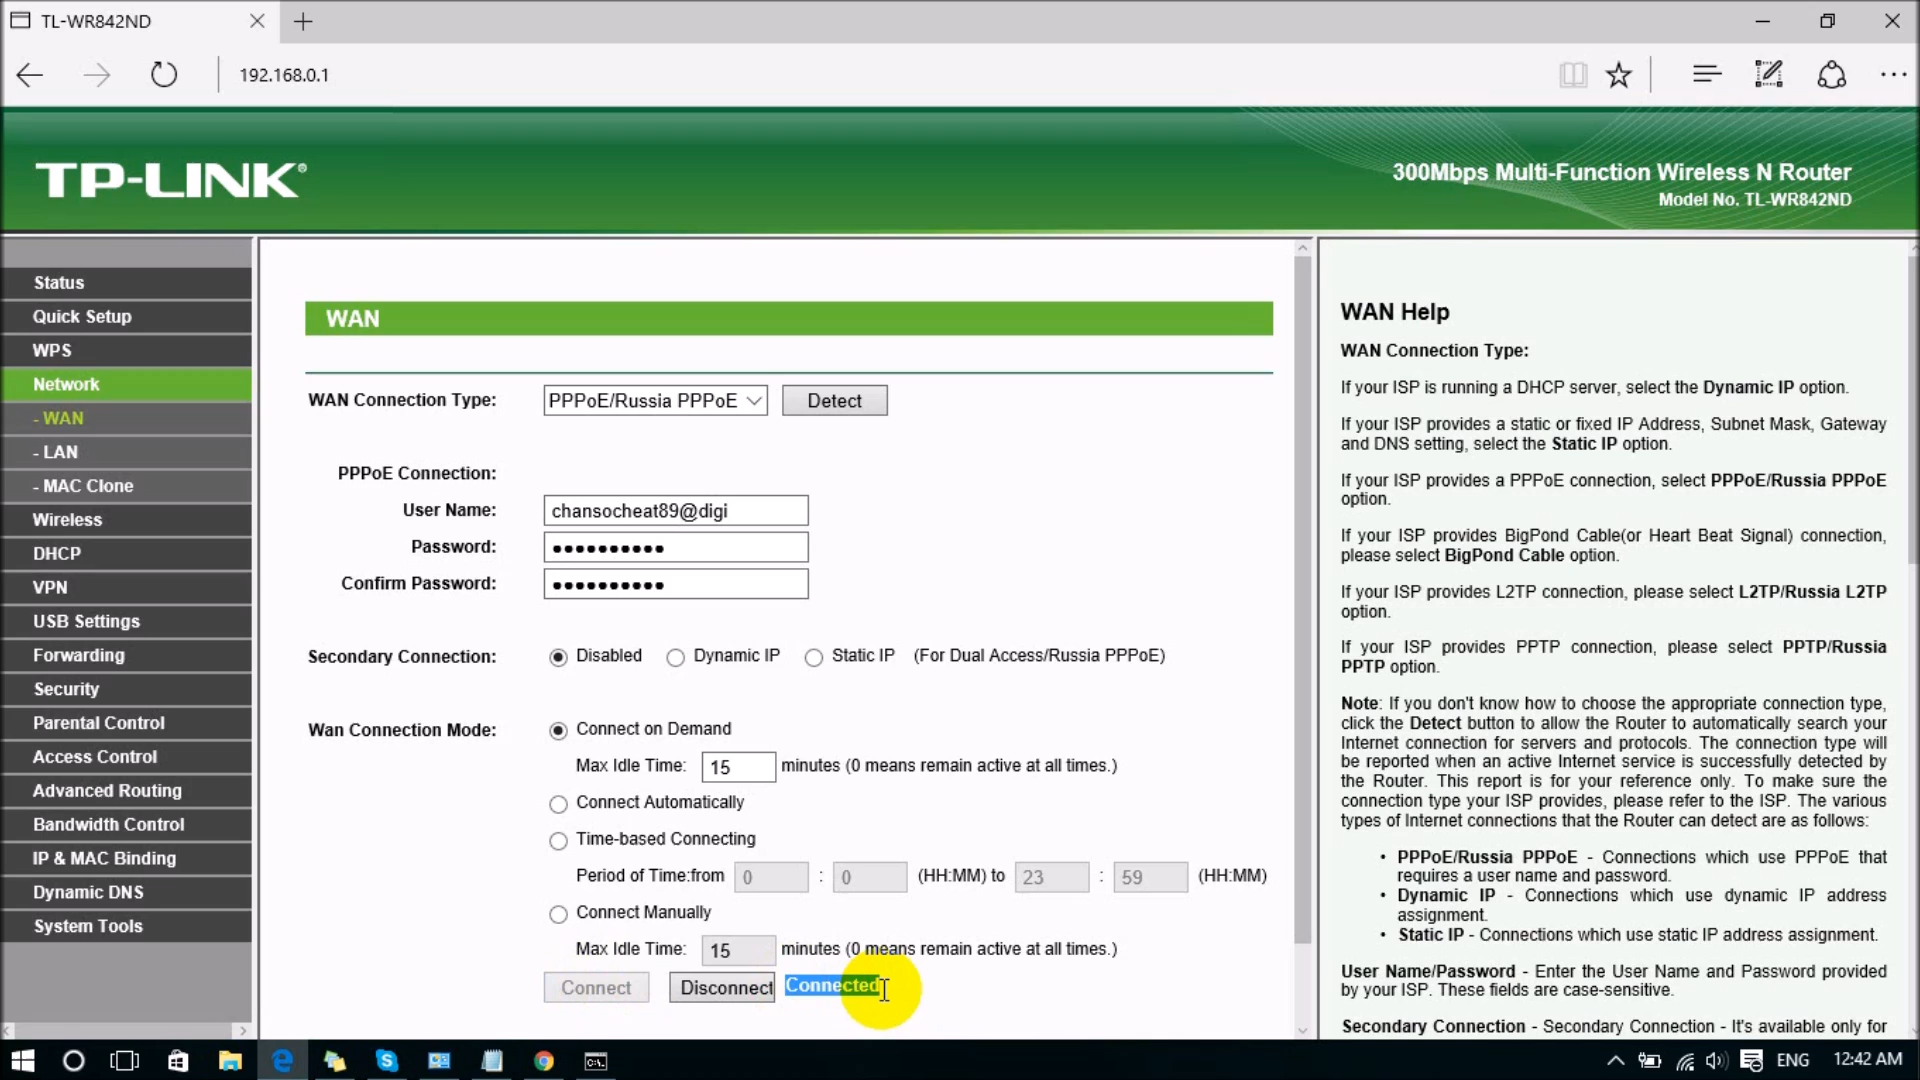 TL-WR842ND
192.168.0.1
TP-LINK®
300Mbps Multi-Function Wireless N Router
Model No. TL-WR842ND
Status
Quick Setup
WPS
Network
- WAN
- LAN
- MAC Clone
Wireless
DHCP
VPN
USB Settings
Forwarding
Security
Parental Control
Access Control
Advanced Routing
Bandwidth Control
IP & MAC Binding
Dynamic DNS
System Tools
WAN
WAN Connection Type: PPPoE/Russia PPPoE Detect
PPPoE Connection:
User Name: chansocheat89@digi
Password: ••••••••••
Confirm Password: ••••••••••
Secondary Connection: Disabled Dynamic IP Static IP (For Dual Access/Russia PPPoE)
Wan Connection Mode: Connect on Demand
Max Idle Time: 15 minutes (0 means remain active at all times.)
Connect Automatically
Time-based Connecting
Period of Time:from 0 : 0 (HH:MM) to 23 : 59 (HH:MM)
Connect Manually
Max Idle Time: 15 minutes (0 means remain active at all times.)
Connect Disconnect Connected
WAN Help
WAN Connection Type:
If your ISP is running a DHCP server, select the Dynamic IP option.
If your ISP provides a static or fixed IP Address, Subnet Mask, Gateway
and DNS setting, select the Static IP option.
If your ISP provides a PPPoE connection, select PPPoE/Russia PPPoE
option.
If your ISP provides BigPond Cable(or Heart Beat Signal) connection,
please select BigPond Cable option.
If your ISP provides L2TP connection, please select L2TP/Russia L2TP
option.
If your ISP provides PPTP connection, please select PPTP/Russia
PPTP option.
Note: If you don't know how to choose the appropriate connection type,
click the Detect button to allow the Router to automatically search your
Internet connection for servers and protocols. The connection type will
be reported when an active Internet service is successfully detected by
the Router. This report is for your reference only. To make sure the
connection type your ISP provides, please refer to the ISP. The various
types of Internet connections that the Router can detect are as follows:
• PPPoE/Russia PPPoE - Connections which use PPPoE that
requires a user name and password.
• Dynamic IP - Connections which use dynamic IP address
assignment.
• Static IP - Connections which use static IP address assignment.
User Name/Password - Enter the User Name and Password provided
by your ISP. These fields are case-sensitive.
Secondary Connection - Secondary Connection - It's available only for
ENG 12:42 AM